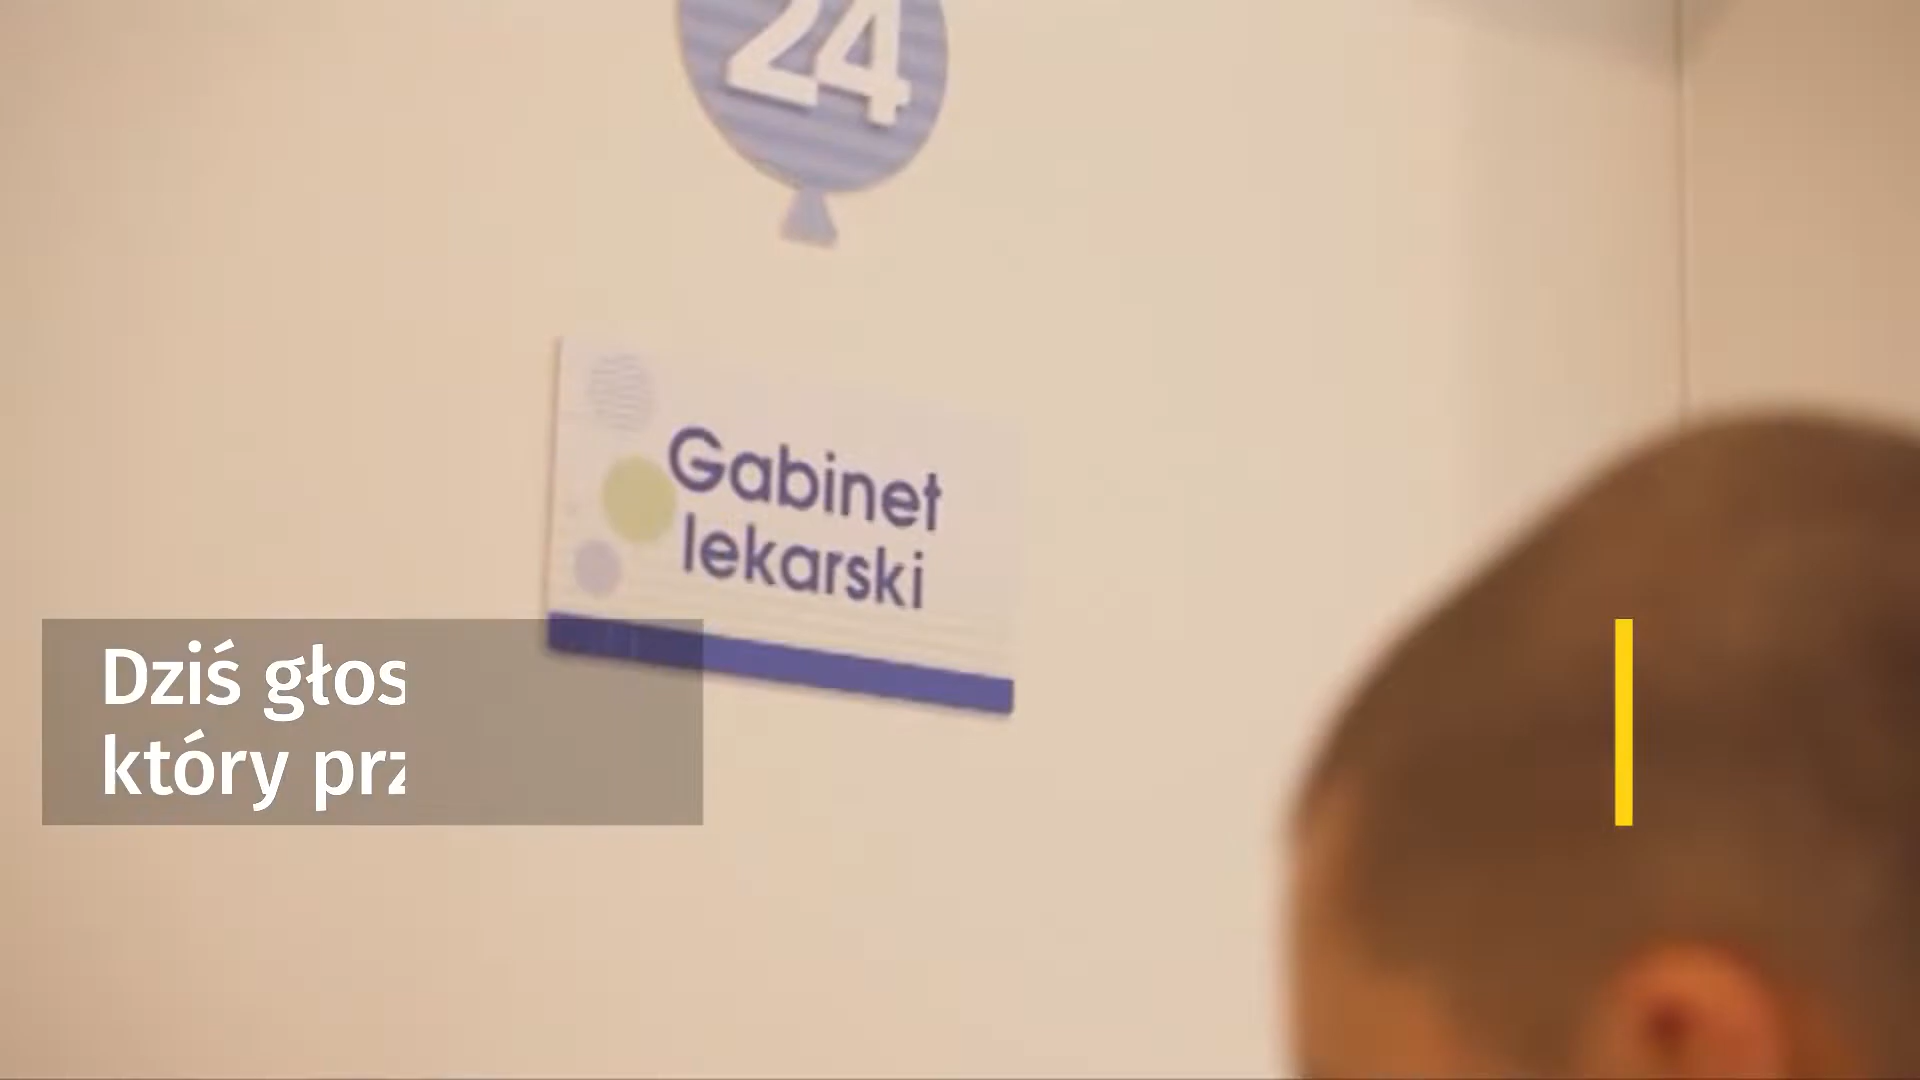 24
Gabinet
lekarski
Dziś głos
który prz